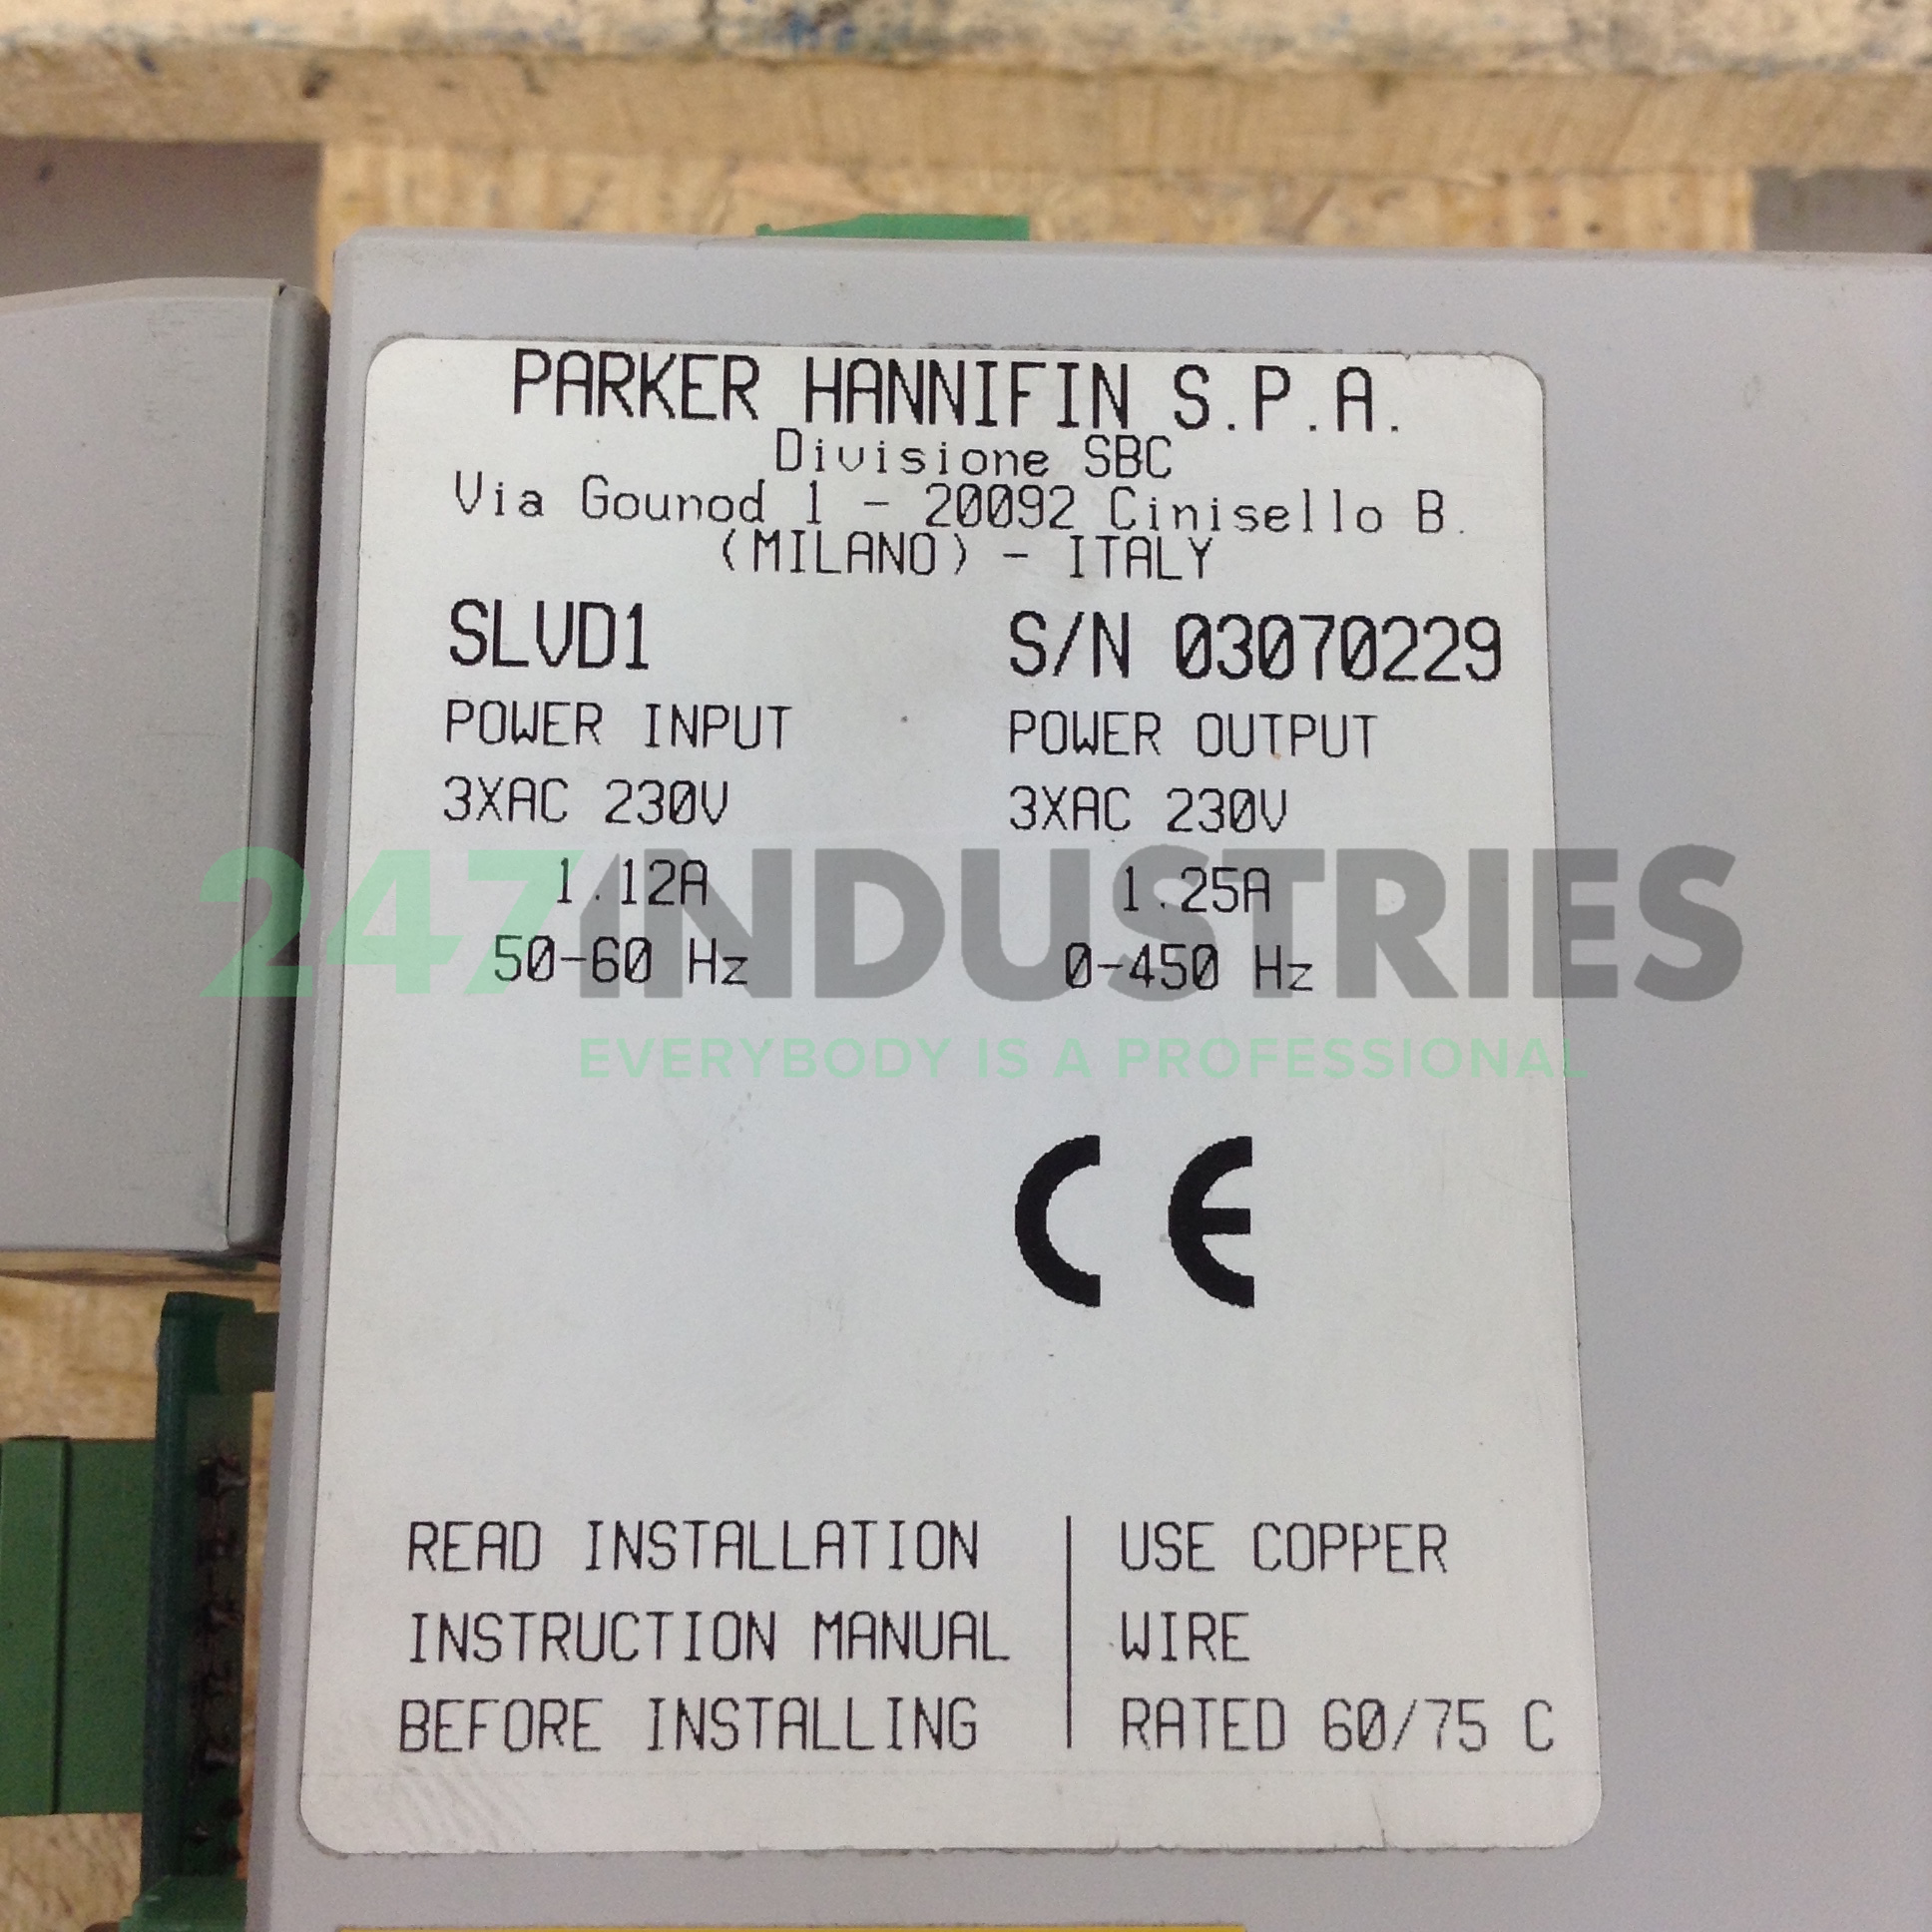 PARKER HANNIFIN S.P.A.
Divisione SBC
Via Gounod 1 - 20092 Cinisello B.
(MILANO) - ITALY
SLVD1 S/N 03070229
POWER INPUT POWER OUTPUT
3XAC 230V 3XAC 230V
1.12A 1.25A
247INDUSTRIES
50-60 Hz 0-450 Hz
EVERYBODY IS A PROFESSIONAL
CE
READ INSTALLATION USE COPPER
INSTRUCTION MANUAL WIRE
BEFORE INSTALLING RATED 60/75 C